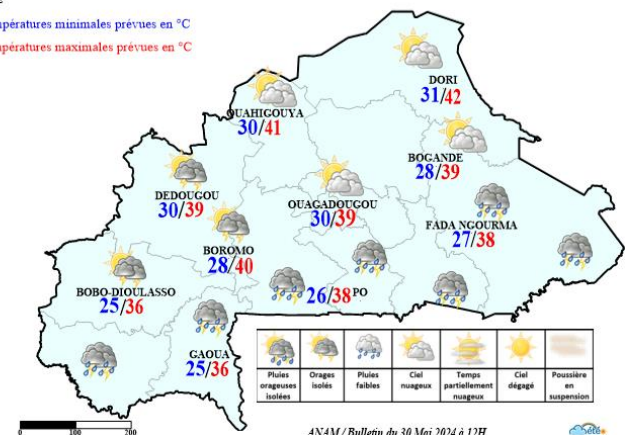 mpératures minimales prévues en °C
mpératures maximales prévues en °C
DORI
31/42
OUAHIGOUYA
30/41
BOGANDE
28/39
DEDOUGOU
30/39
OUAGADOUGOU
30/39
FADA NGOURMA
27/38
BOROMO
28/40
BOBO-DIOULASSO
25/36
26/38 PO
GAOUA
25/36
Pluies orageuses isolées
Orages isolés
Pluies faibles
Ciel nuageux
Temps partiellement nuageux
Ciel dégagé
Poussière en suspension
0 100 200
ANAM / Bulletin du 30 Mai 2024 à 12H